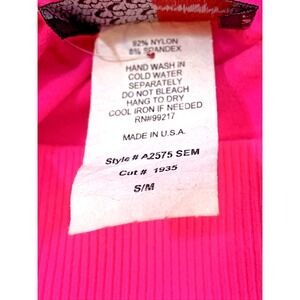 92% NYLON
8% SPANDEX
HAND WASH IN
COLD WATER
SEPARATELY
DO NOT BLEACH
HANG TO DRY
COOL IRON IF NEEDED
RN#99217
MADE IN U.S.A.
Style # A2575 SEM
Cut # 1935
S/M